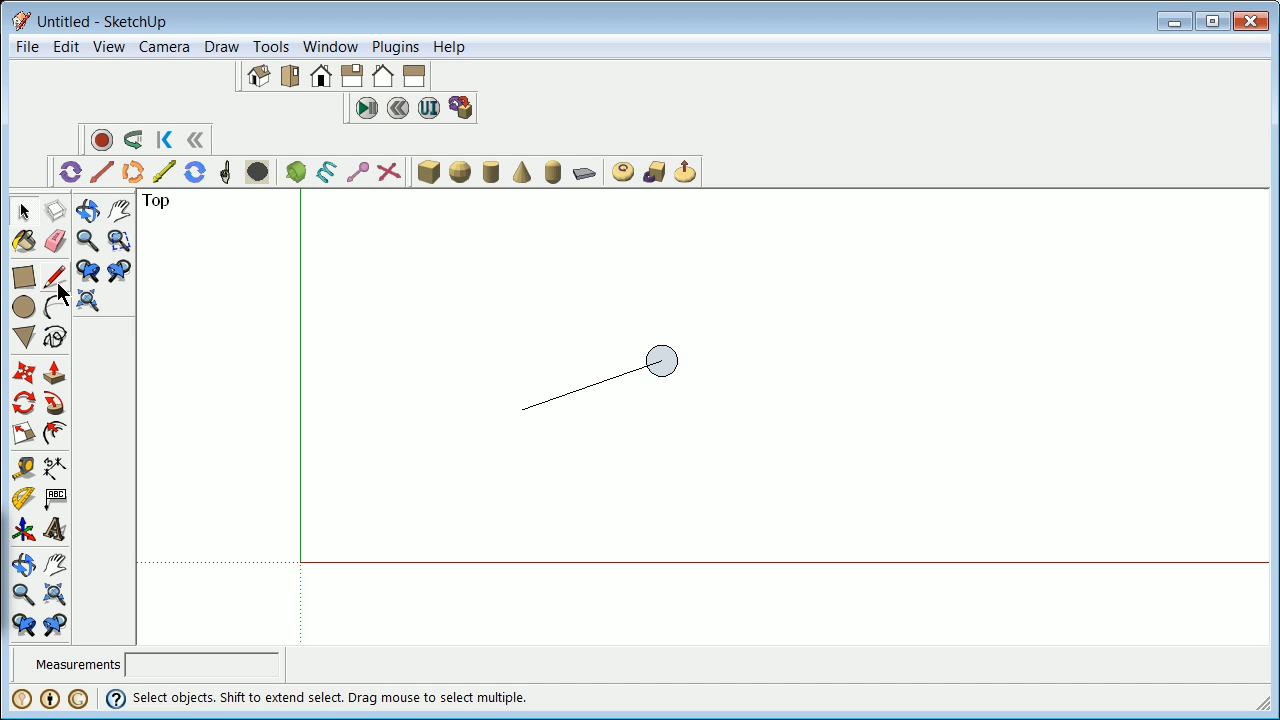 Untitled - SketchUp
File Edit View Camera Draw Tools Window Plugins Help
UI
Top
ABC
A
Measurements
Select objects. Shift to extend select. Drag mouse to select multiple.